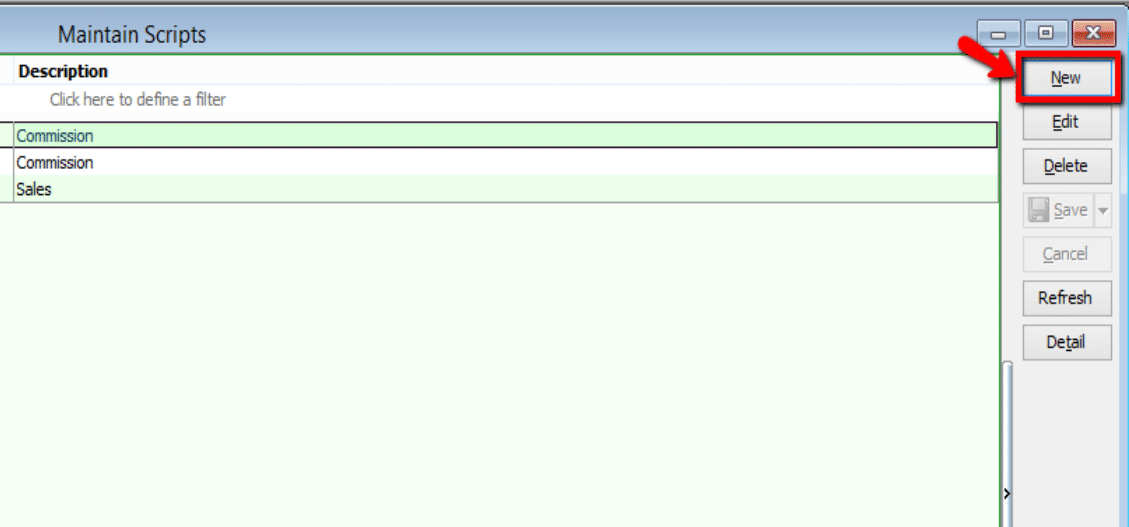 Maintain Scripts
Description
Click here to define a filter
Commission
Commission
Sales
New
Edit
Delete
Save
Cancel
Refresh
Detail